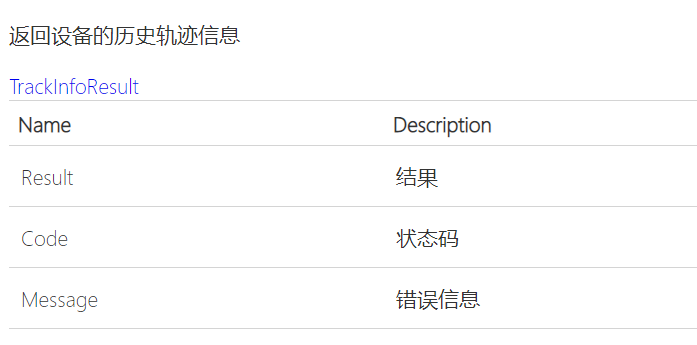 返回设备的历史轨迹信息
TrackInfoResult
Name Description
Result 结果
Code 状态码
Message 错误信息